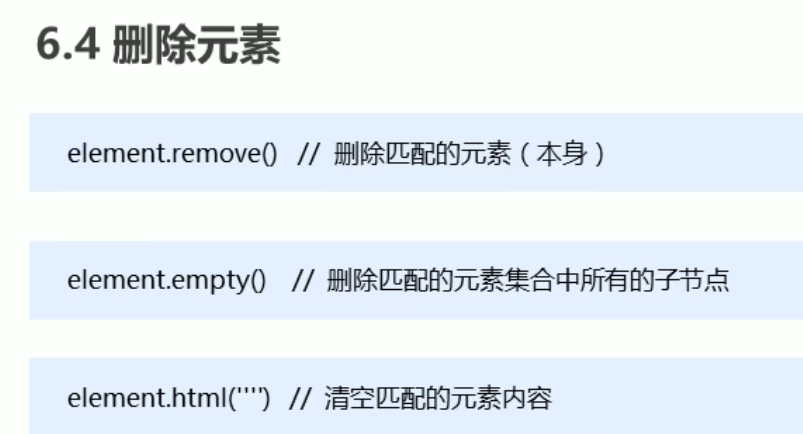 6.4 删除元素
element.remove() // 删除匹配的元素（本身）
element.empty() // 删除匹配的元素集合中所有的子节点
element.html('''') // 清空匹配的元素内容